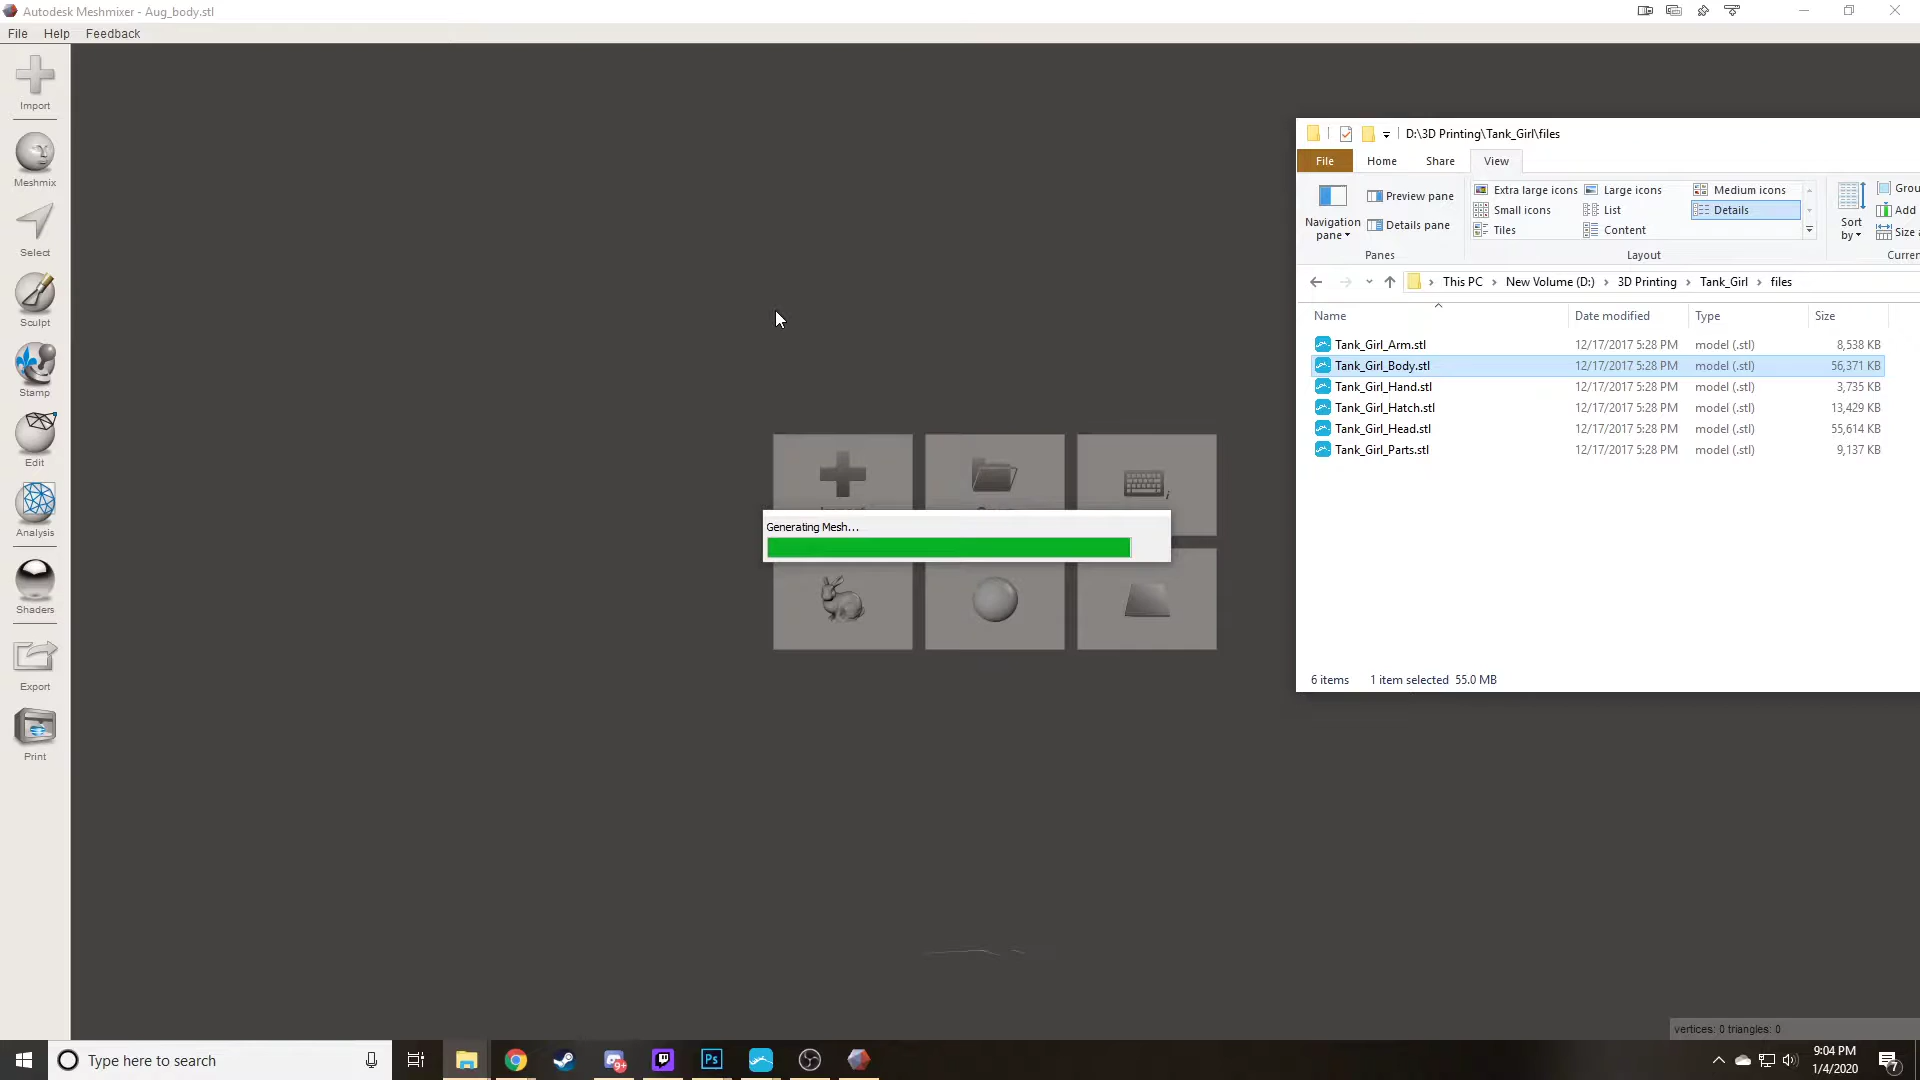 Autodesk Meshmixer - Aug_body.stl
File Help Feedback
Import
Meshmix
Select
Sculpt
Stamp
Edit
Analysis
Shaders
Export
Print
Generating Mesh...
D:\3D Printing\Tank_Girl\files
File Home Share View
Navigation pane
Preview pane
Details pane
Panes
Extra large icons Large icons Medium icons
Small icons List Details
Tiles Content
Layout
Sort by
Add
Size
This PC > New Volume (D:) > 3D Printing > Tank_Girl > files
Name Date modified Type Size
Tank_Girl_Arm.stl 12/17/2017 5:28 PM model (.stl) 8,538 KB
Tank_Girl_Body.stl 12/17/2017 5:28 PM model (.stl) 56,371 KB
Tank_Girl_Hand.stl 12/17/2017 5:28 PM model (.stl) 3,735 KB
Tank_Girl_Hatch.stl 12/17/2017 5:28 PM model (.stl) 13,429 KB
Tank_Girl_Head.stl 12/17/2017 5:28 PM model (.stl) 55,614 KB
Tank_Girl_Parts.stl 12/17/2017 5:28 PM model (.stl) 9,137 KB
6 items 1 item selected 55.0 MB
vertices: 0 triangles: 0
Type here to search
9+
Ps
9:04 PM
1/4/2020
7